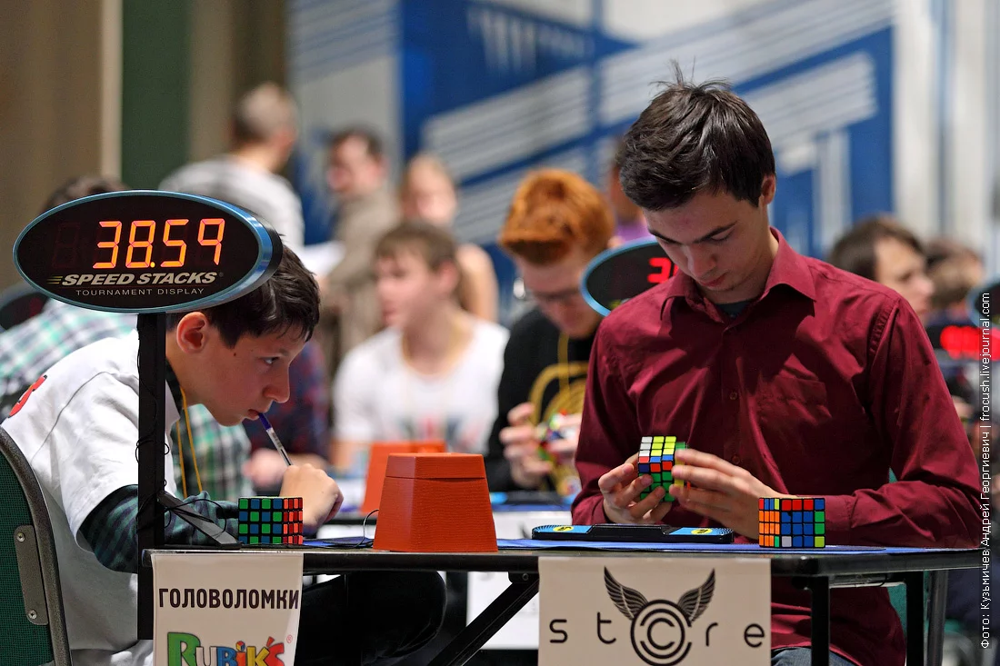 38.59
SPEED STACKS
TOURNAMENT DISPLAY
ГОЛОВОЛОМКИ
RUBIK'S
st©re
Фото: Кузьмичев Андрей Георгиевич | frocush.livejournal.com